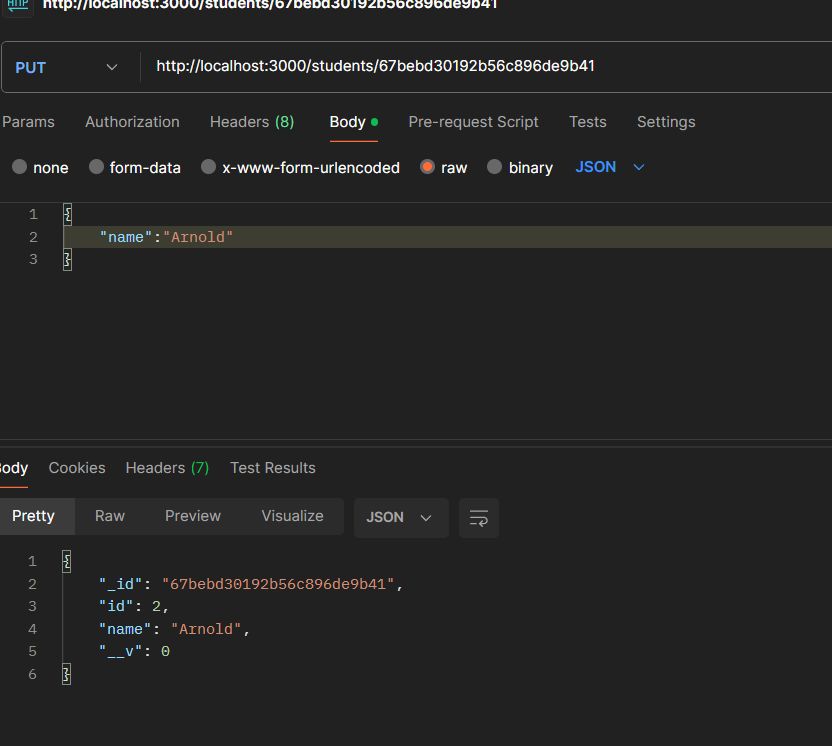 HTTP http://localhost:3000/students/67bebd30192b56c896de9b41
PUT http://localhost:3000/students/67bebd30192b56c896de9b41
Params Authorization Headers (8) Body Pre-request Script Tests Settings
none form-data x-www-form-urlencoded raw binary JSON
1 {
2 "name":"Arnold"
3 }
Body Cookies Headers (7) Test Results
Pretty Raw Preview Visualize JSON
1 {
2 "_id": "67bebd30192b56c896de9b41",
3 "id": 2,
4 "name": "Arnold",
5 "__v": 0
6 }